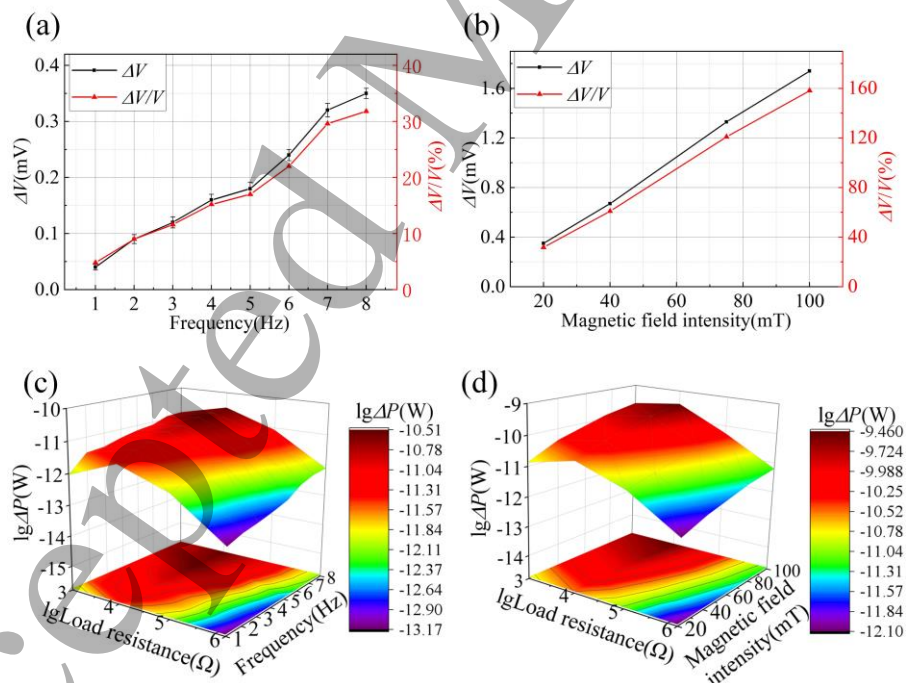 (a)
0.4
0.3
0.2
0.1
0.0
ΔV(mV)
ΔV
ΔV/V
40
30
20
10
0
ΔV/V(%)
1 2 3 4 5 6 7 8
Frequency(Hz)
(b)
1.6
1.2
0.8
0.4
0.0
ΔV(mV)
ΔV
ΔV/V
160
120
80
40
0
ΔV/V(%)
20 40 60 80 100
Magnetic field intensity(mT)
(c)
-10
-11
-12
-13
-14
-15
lgΔP(W)
3 4 5 6
lgLoad resistance(Ω)
1 2 3 4 5 6 7 8
Frequency(Hz)
lgΔP(W)
-10.51
-10.78
-11.04
-11.31
-11.57
-11.84
-12.11
-12.37
-12.64
-12.90
-13.17
(d)
-9
-10
-11
-12
-13
-14
lgΔP(W)
3 4 5 6
lgLoad resistance(Ω)
20 40 60 80 100
Magnetic field
intensity(mT)
lgΔP(W)
-9.460
-9.724
-9.988
-10.25
-10.52
-10.78
-11.04
-11.31
-11.57
-11.84
-12.10
cepted M